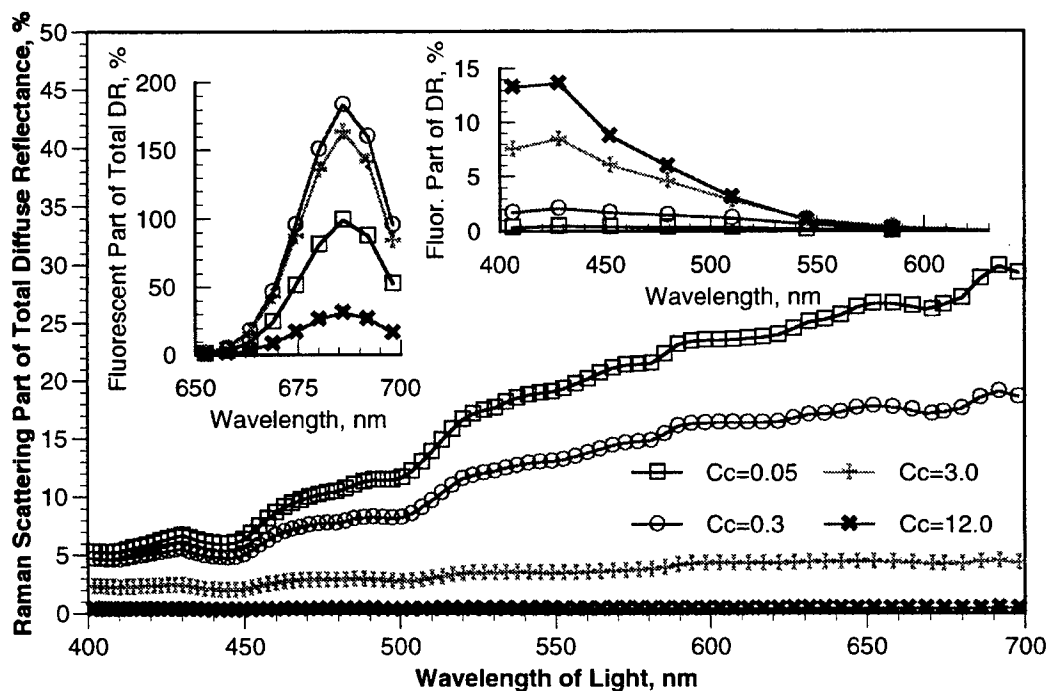 Raman Scattering Part of Total Diffuse Reflectance, %
50
45
40
35
30
25
20
15
10
5
0
400 450 500 550 600 650 700
Wavelength of Light, nm
Fluorescent Part of Total DR, %
200
150
100
50
0
650 675 700
Wavelength, nm
Fluor. Part of DR, %
15
10
5
0
400 450 510 545 600
Wavelength, nm
Cc=0.05 Cc=3.0
Cc=0.3 Cc=12.0